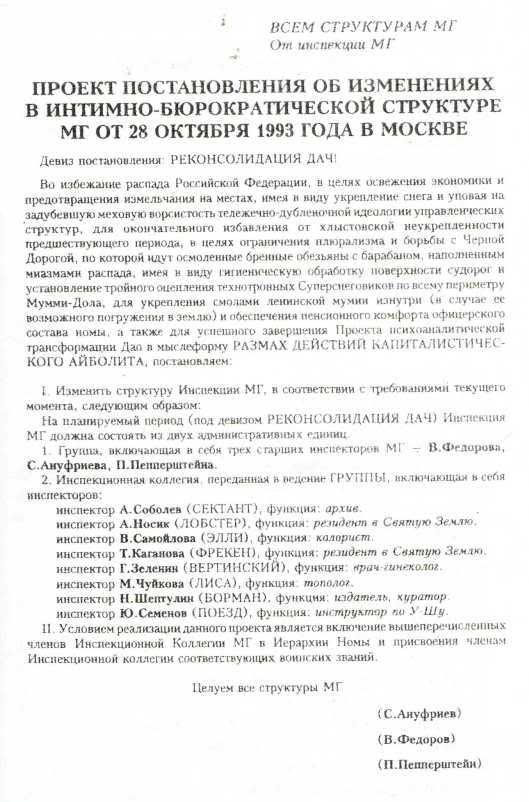 ВСЕМ СТРУКТУРАМ МГ
От инспекции МГ
ПРОЕКТ ПОСТАНОВЛЕНИЯ ОБ ИЗМЕНЕНИЯХ
В ИНТИМНО-БЮРОКРАТИЧЕСКОЙ СТРУКТУРЕ
МГ ОТ 28 ОКТЯБРЯ 1993 ГОДА В МОСКВЕ
Девиз постановления: РЕКОНСОЛИДАЦИЯ ДАЧ!
Во избежание распада Российской Федерации, в целях освежения экономики и
предотвращения измельчания на местах, имея в виду укрепление снега и уповая на
задубевшую меховую ворсистость тележечно-дубленочной идеологии управленческих
структур, для окончательного избавления от хлыстовской неукрепленности
предшествующего периода, в целях ограничения плюрализма и борьбы с Черной
Дорогой, по которой идут осмоленные бренные обезьяны с барабаном, наполненным
миазмами распада, имея в виду гигиеническую обработку поверхности судорог и
установление тройного оцепления технотронных Суперснеговиков по всему периметру
Мумми-Дола, для укрепления смолами ленинской мумии изнутри (в случае ее
возможного погружения в землю) и обеспечения пенсионного комфорта офицерского
состава номы, а также для успешного завершения Проекта психоаналитической
трансформации Дао в мыслеформу РАЗМАХ ДЕЙСТВИЙ КАПИТАЛИСТИЧЕС-
КОГО АЙБОЛИТА, постановляем:
I. Изменить структуру Инспекции МГ, в соответствии с требованиями текущего
момента, следующим образом:
На планируемый период (под девизом РЕКОНСОЛИДАЦИЯ ДАЧ) Инспекция
МГ должна состоять из двух административных единиц.
1. Группа, включающая в себя трех старших инспекторов МГ – В.Федорова,
С.Ануфриева, П.Пепперштейна.
2. Инспекционная коллегия, переданная в ведение ГРУППЫ, включающая в себя
инспекторов:
инспектор А.Соболев (СЕКТАНТ), функция: архив.
инспектор А.Носик (ЛОБСТЕР), функция: резидент в Святую Землю.
инспектор В.Самойлова (ЭЛЛИ), функция: калорист.
инспектор Т.Каганова (ФРЕКЕН), функция: резидент в Святую Землю.
инспектор Г.Зеленин (ВЕРТИНСКИЙ), функция: врач-гинеколог.
инспектор М.Чуйкова (ЛИСА), функция: тополог.
инспектор Н.Шептулин (БОРМАН), функция: издатель, куратор.
инспектор Ю.Семенов (ПОЕЗД), функция: инструктор по У-Шу.
II. Условием реализации данного проекта является включение вышеперечисленных
членов Инспекционной Коллегии МГ в Иерархии Номы и присвоения членам
Инспекционной коллегии соответствующих воинских званий.
Целуем все структуры МГ
(С.Ануфриев)
(В.Федоров)
(П.Пепперштейн)